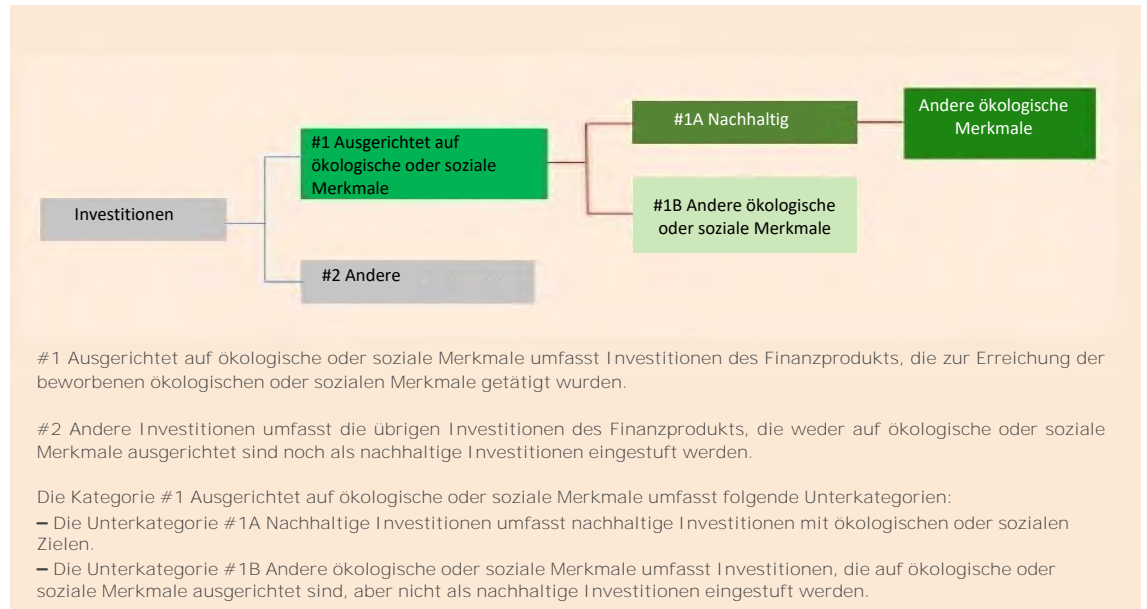 #1A Nachhaltig
Andere ökologische
Merkmale
#1 Ausgerichtet auf
ökologische oder soziale
Merkmale
Investitionen
#1B Andere ökologische
oder soziale Merkmale
#2 Andere
#1 Ausgerichtet auf ökologische oder soziale Merkmale umfasst Investitionen des Finanzprodukts, die zur Erreichung der
beworbenen ökologischen oder sozialen Merkmale getätigt wurden.
#2 Andere Investitionen umfasst die übrigen Investitionen des Finanzprodukts, die weder auf ökologische oder soziale
Merkmale ausgerichtet sind noch als nachhaltige Investitionen eingestuft werden.
Die Kategorie #1 Ausgerichtet auf ökologische oder soziale Merkmale umfasst folgende Unterkategorien:
– Die Unterkategorie #1A Nachhaltige Investitionen umfasst nachhaltige Investitionen mit ökologischen oder sozialen
Zielen.
– Die Unterkategorie #1B Andere ökologische oder soziale Merkmale umfasst Investitionen, die auf ökologische oder
soziale Merkmale ausgerichtet sind, aber nicht als nachhaltige Investitionen eingestuft werden.